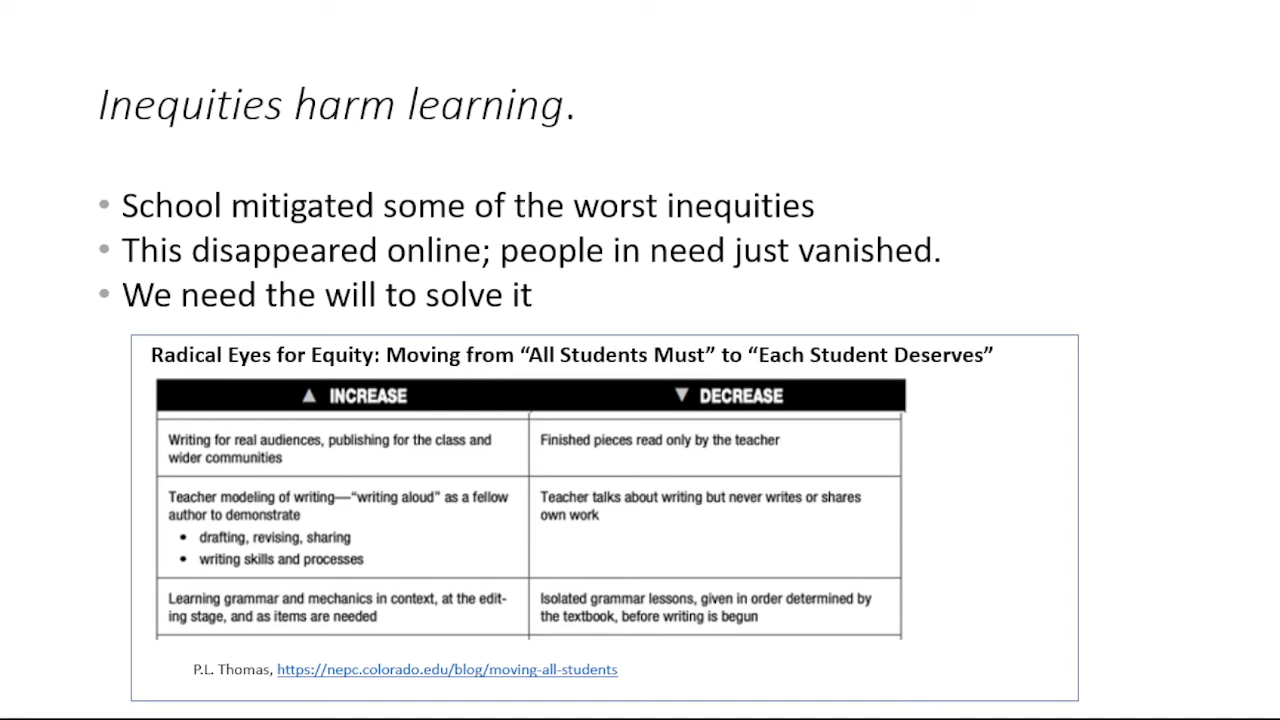 Inequities harm learning.
• School mitigated some of the worst inequities
• This disappeared online; people in need just vanished.
• We need the will to solve it
Radical Eyes for Equity: Moving from “All Students Must” to “Each Student Deserves”
▲ INCREASE
▼ DECREASE
Writing for real audiences, publishing for the class and
wider communities
Finished pieces read only by the teacher
Teacher modeling of writing—“writing aloud” as a fellow
author to demonstrate
• drafting, revising, sharing
• writing skills and processes
Teacher talks about writing but never writes or shares
own work
Learning grammar and mechanics in context, at the edit-
ing stage, and as items are needed
Isolated grammar lessons, given in order determined by
the textbook, before writing is begun
P.L. Thomas, https://nepc.colorado.edu/blog/moving-all-students